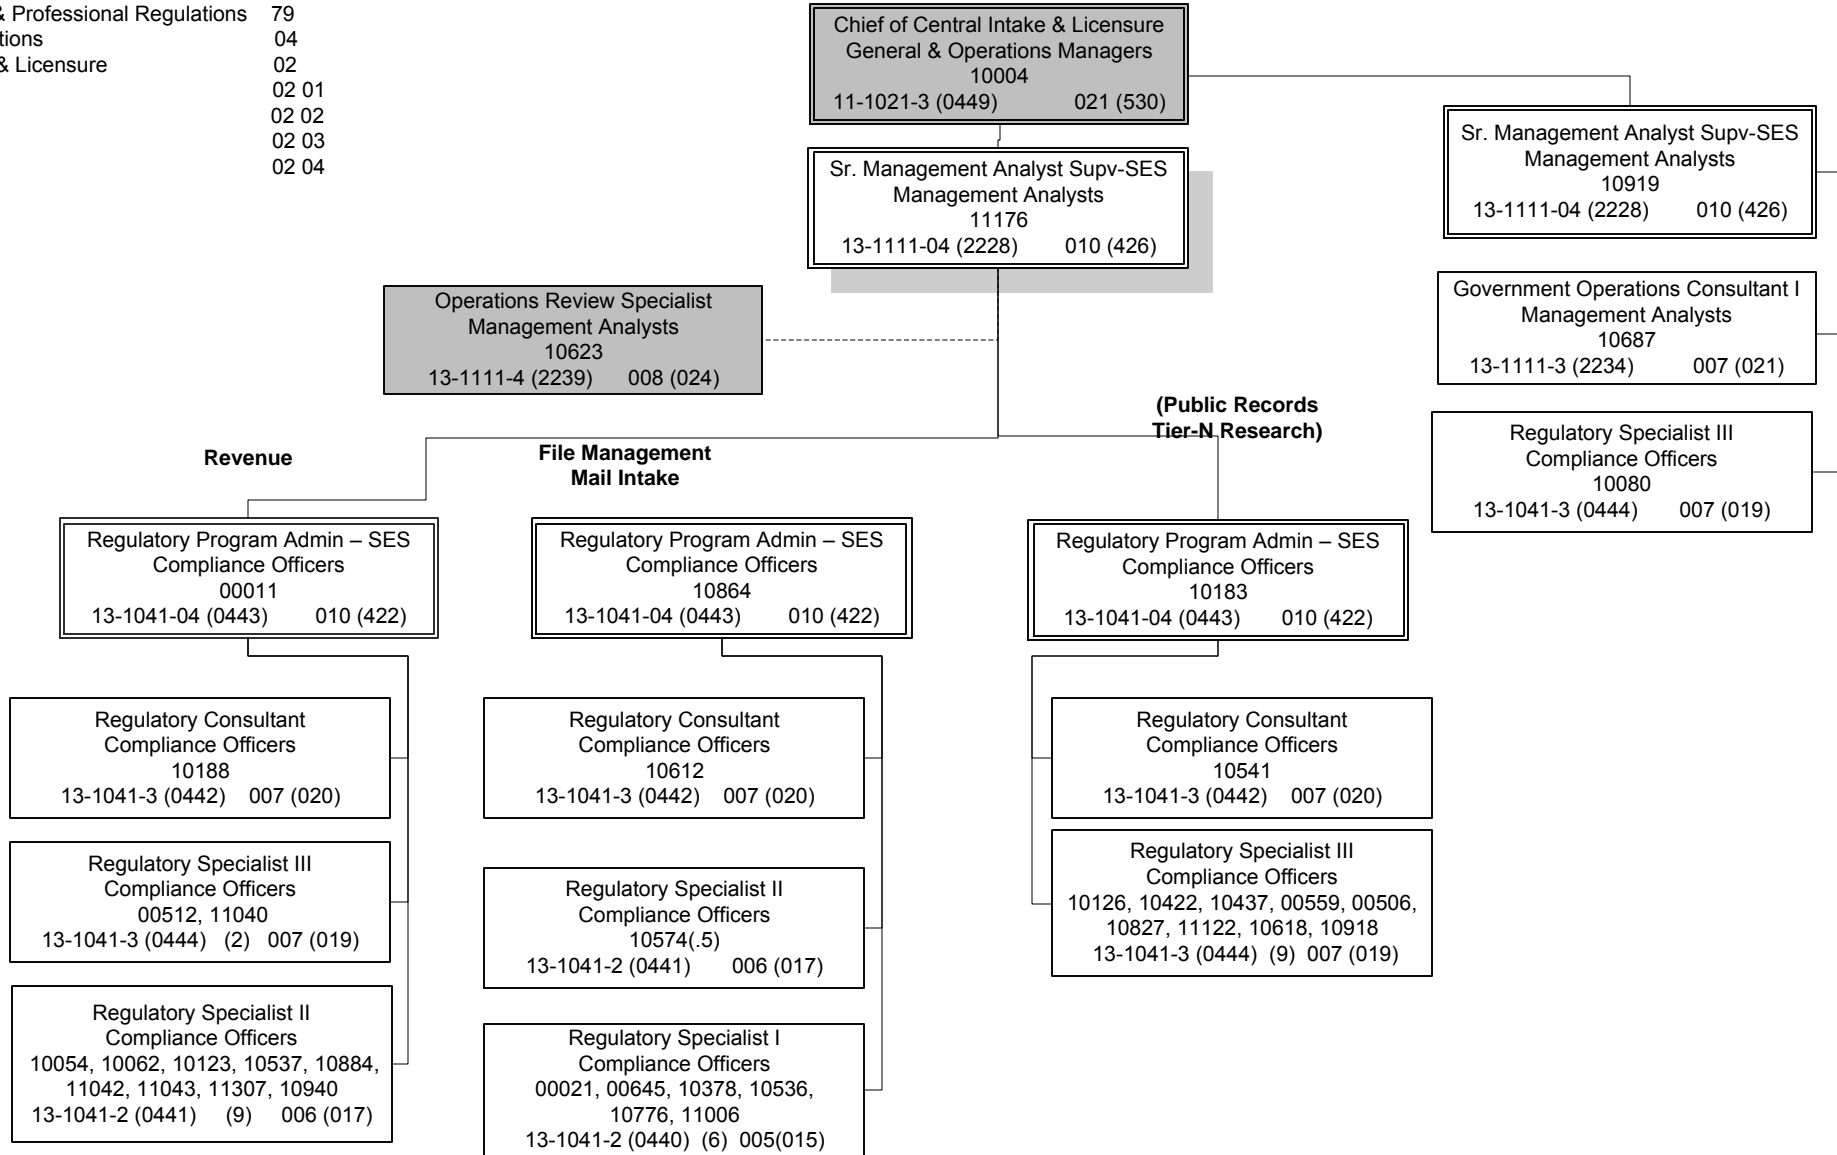 & Professional Regulations 79
tions 04
& Licensure 02
02 01
02 02
02 03
02 04
Chief of Central Intake & Licensure
General & Operations Managers
10004
11-1021-3 (0449) 021 (530)
Sr. Management Analyst Supv-SES
Management Analysts
11176
13-1111-04 (2228) 010 (426)
Sr. Management Analyst Supv-SES
Management Analysts
10919
13-1111-04 (2228) 010 (426)
Operations Review Specialist
Management Analysts
10623
13-1111-4 (2239) 008 (024)
Government Operations Consultant I
Management Analysts
10687
13-1111-3 (2234) 007 (021)
Regulatory Specialist III
Compliance Officers
10080
13-1041-3 (0444) 007 (019)
Revenue
File Management
Mail Intake
(Public Records
Tier-N Research)
Regulatory Program Admin – SES
Compliance Officers
00011
13-1041-04 (0443) 010 (422)
Regulatory Program Admin – SES
Compliance Officers
10864
13-1041-04 (0443) 010 (422)
Regulatory Program Admin – SES
Compliance Officers
10183
13-1041-04 (0443) 010 (422)
Regulatory Consultant
Compliance Officers
10188
13-1041-3 (0442) 007 (020)
Regulatory Consultant
Compliance Officers
10612
13-1041-3 (0442) 007 (020)
Regulatory Consultant
Compliance Officers
10541
13-1041-3 (0442) 007 (020)
Regulatory Specialist III
Compliance Officers
00512, 11040
13-1041-3 (0444) (2) 007 (019)
Regulatory Specialist II
Compliance Officers
10574(.5)
13-1041-2 (0441) 006 (017)
Regulatory Specialist III
Compliance Officers
10126, 10422, 10437, 00559, 00506,
10827, 11122, 10618, 10918
13-1041-3 (0444) (9) 007 (019)
Regulatory Specialist II
Compliance Officers
10054, 10062, 10123, 10537, 10884,
11042, 11043, 11307, 10940
13-1041-2 (0441) (9) 006 (017)
Regulatory Specialist I
Compliance Officers
00021, 00645, 10378, 10536,
10776, 11006
13-1041-2 (0440) (6) 005(015)